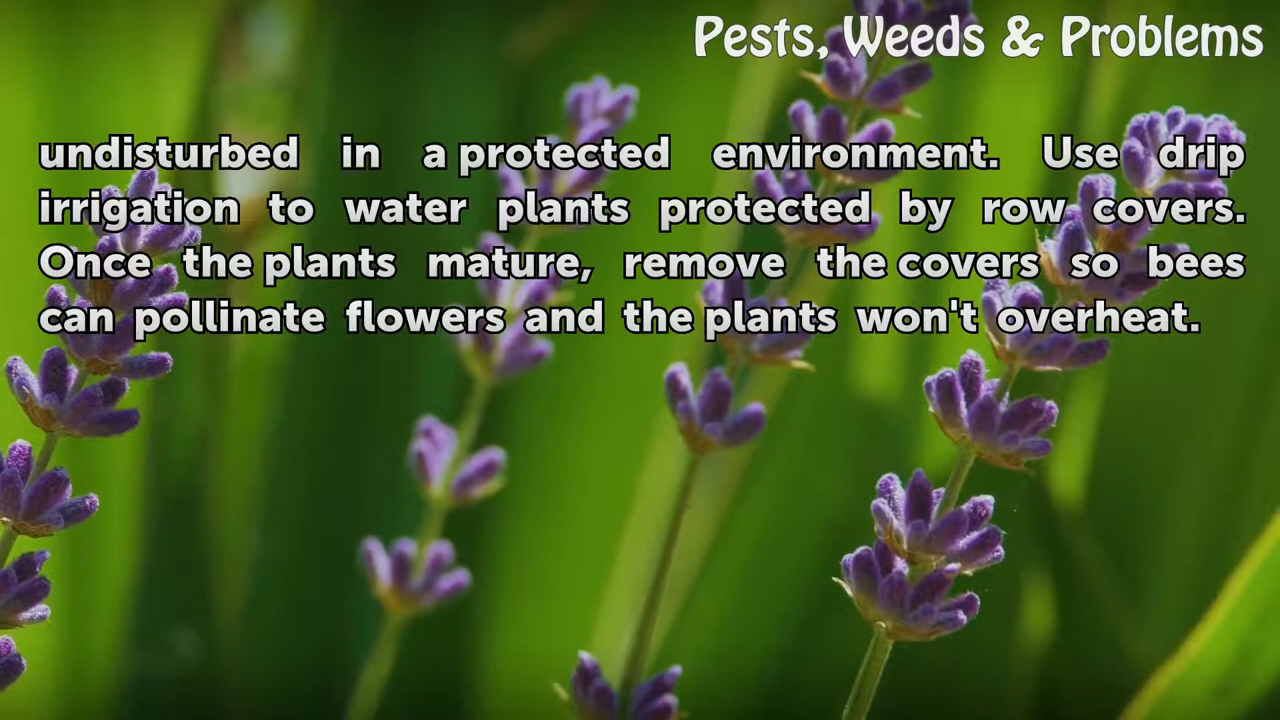 Pests, Weeds & Problems
undisturbed in a protected environment. Use drip
irrigation to water plants protected by row covers.
Once the plants mature, remove the covers so bees
can pollinate flowers and the plants won't overheat.